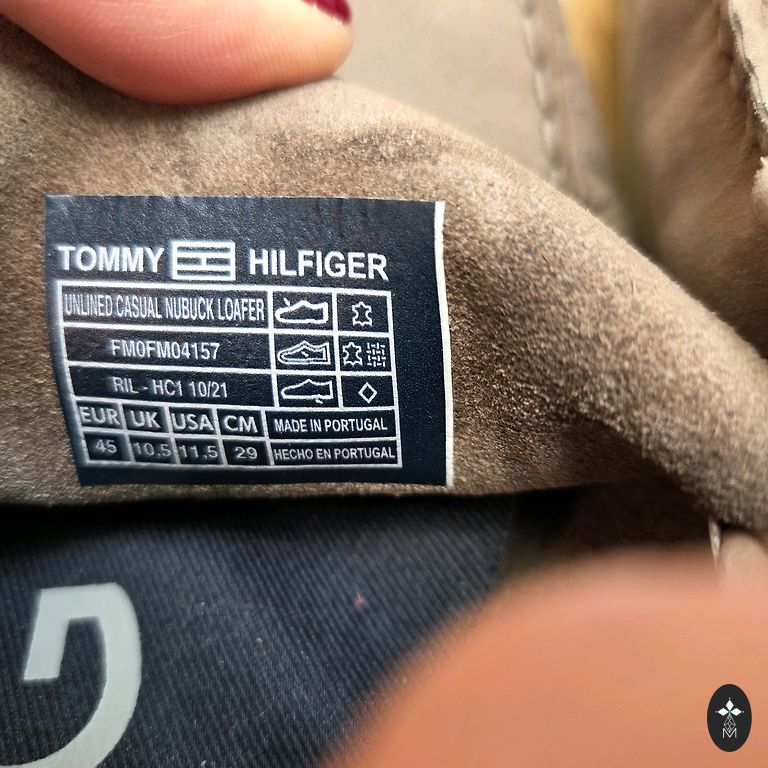 TOMMY HILFIGER
UNLINED CASUAL NUBUCK LOAFER
FM0FM04157
RIL - HC1 10/21
EUR UK USA CM MADE IN PORTUGAL
45 10,5 11,5 29 HECHO EN PORTUGAL
G
M